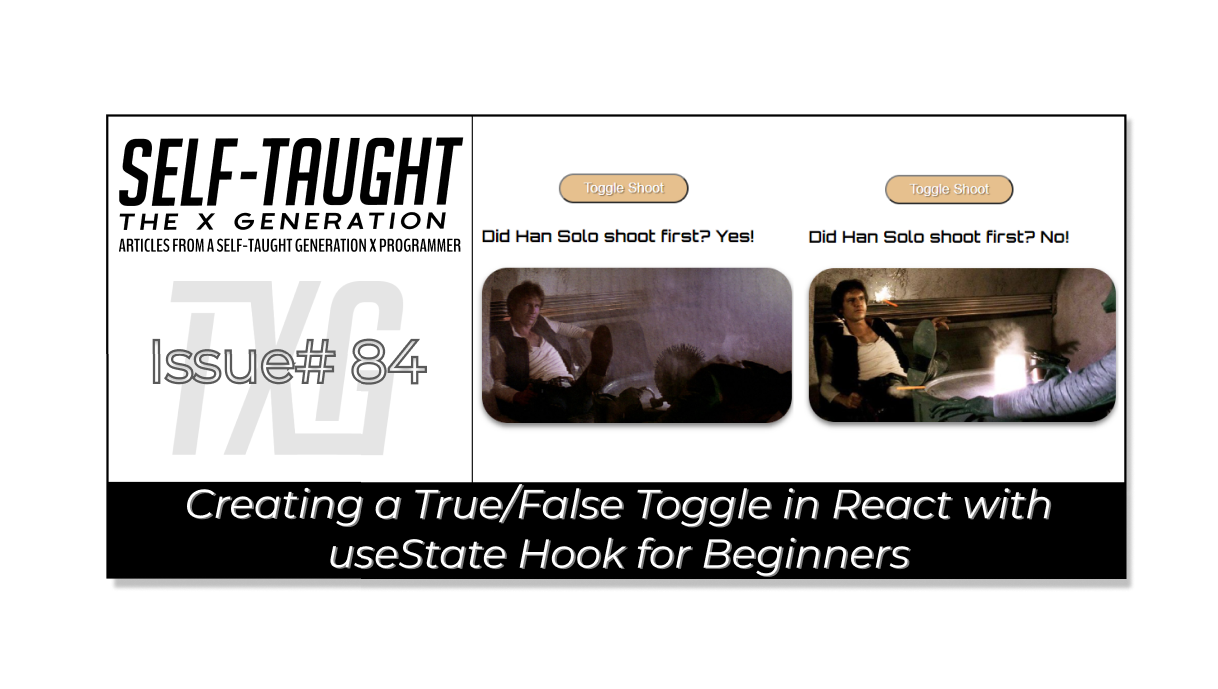 SELF-TAUGHT
THE X GENERATION
ARTICLES FROM A SELF-TAUGHT GENERATION X PROGRAMMER
TXG
Issue# 84
Toggle Shoot
Did Han Solo shoot first? Yes!
Toggle Shoot
Did Han Solo shoot first? No!
Creating a True/False Toggle in React with
useState Hook for Beginners